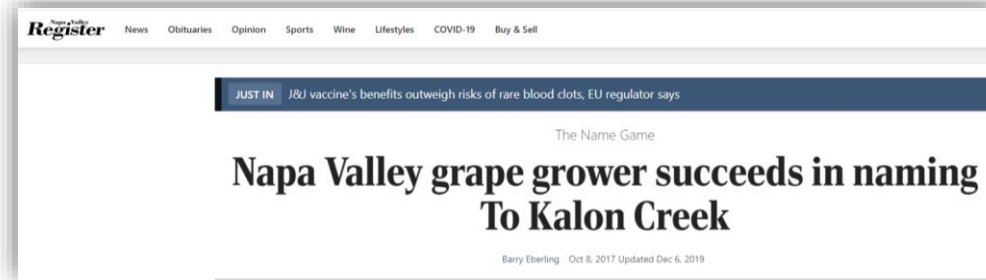 Napa Valley
Register News Obituaries Opinion Sports Wine Lifestyles COVID-19 Buy & Sell
JUST IN J&J vaccine's benefits outweigh risks of rare blood clots, EU regulator says
The Name Game
Napa Valley grape grower succeeds in naming
To Kalon Creek
Barry Eberling Oct 8, 2017 Updated Dec 6, 2019